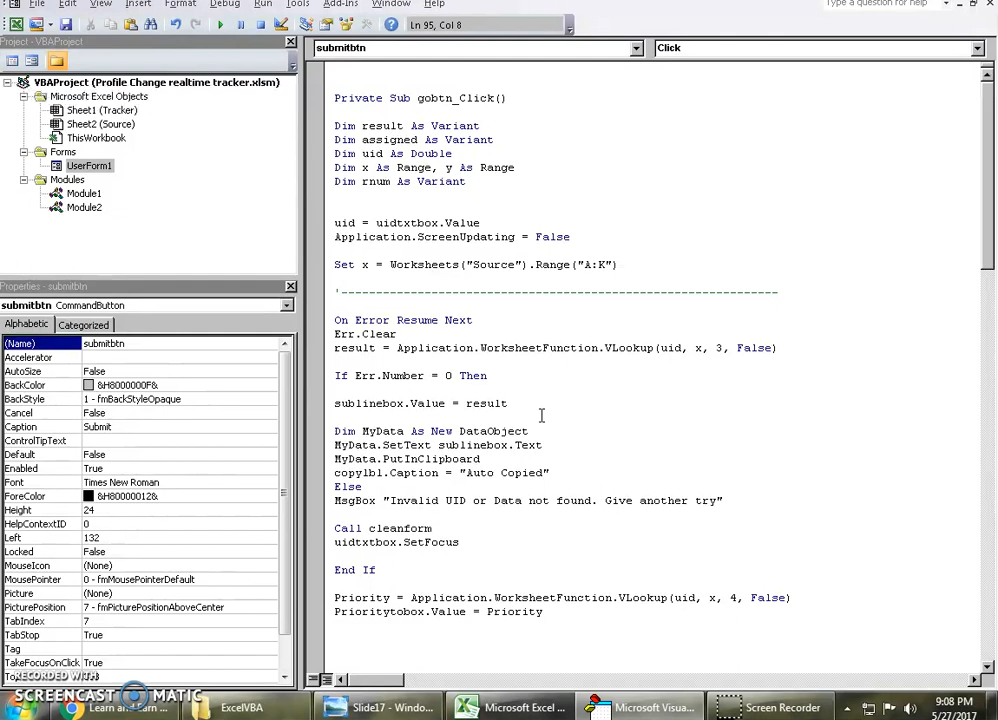 File Edit View Insert Format Debug Run Tools Add-Ins Window Help
Type a question for help
Ln 95, Col 8
Project - VBAProject
VBAProject (Profile Change realtime tracker.xlsm)
Microsoft Excel Objects
Sheet1 (Tracker)
Sheet2 (Source)
ThisWorkbook
Forms
UserForm1
Modules
Module1
Module2
Properties - submitbtn
submitbtn CommandButton
Alphabetic Categorized
(Name) submitbtn
Accelerator
AutoSize False
BackColor &H8000000F&
BackStyle 1 - fmBackStyleOpaque
Cancel False
Caption Submit
ControlTipText
Default False
Enabled True
Font Times New Roman
ForeColor &H80000012&
Height 24
HelpContextID 0
Left 132
Locked False
MouseIcon (None)
MousePointer 0 - fmMousePointerDefault
Picture (None)
PicturePosition 7 - fmPicturePositionAboveCenter
TabIndex 7
TabStop True
Tag
TakeFocusOnClick True
submitbtn Click
Private Sub gobtn_Click()
Dim result As Variant
Dim assigned As Variant
Dim uid As Double
Dim x As Range, y As Range
Dim rnum As Variant
uid = uidtxtbox.Value
Application.ScreenUpdating = False
Set x = Worksheets("Source").Range("A:K")
'---------------------------------------------------------------
On Error Resume Next
Err.Clear
result = Application.WorksheetFunction.VLookup(uid, x, 3, False)
If Err.Number = 0 Then
sublinebox.Value = result
Dim MyData As New DataObject
MyData.SetText sublinebox.Text
MyData.PutInClipboard
copylbl.Caption = "Auto Copied"
Else
MsgBox "Invalid UID or Data not found. Give another try"
Call cleanform
uidtxtbox.SetFocus
End If
Priority = Application.WorksheetFunction.VLookup(uid, x, 4, False)
Prioritytobox.Value = Priority
RECORDED WITH
SCREENCAST MATIC
Learn and
ExcelVBA
Slide17 - Windo...
Microsoft Excel ...
Microsoft Visua...
Screen Recorder
9:08 PM
5/27/2017